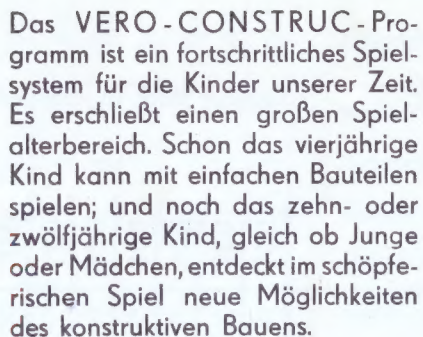 Das VERO-CONSTRUC-Pro-
gramm ist ein fortschrittliches Spiel-
system für die Kinder unserer Zeit.
Es erschließt einen großen Spiel-
alterbereich. Schon das vierjährige
Kind kann mit einfachen Bauteilen
spielen; und noch das zehn- oder
zwölfjährige Kind, gleich ob Junge
oder Mädchen, entdeckt im schöpfe-
rischen Spiel neue Möglichkeiten
des konstruktiven Bauens.